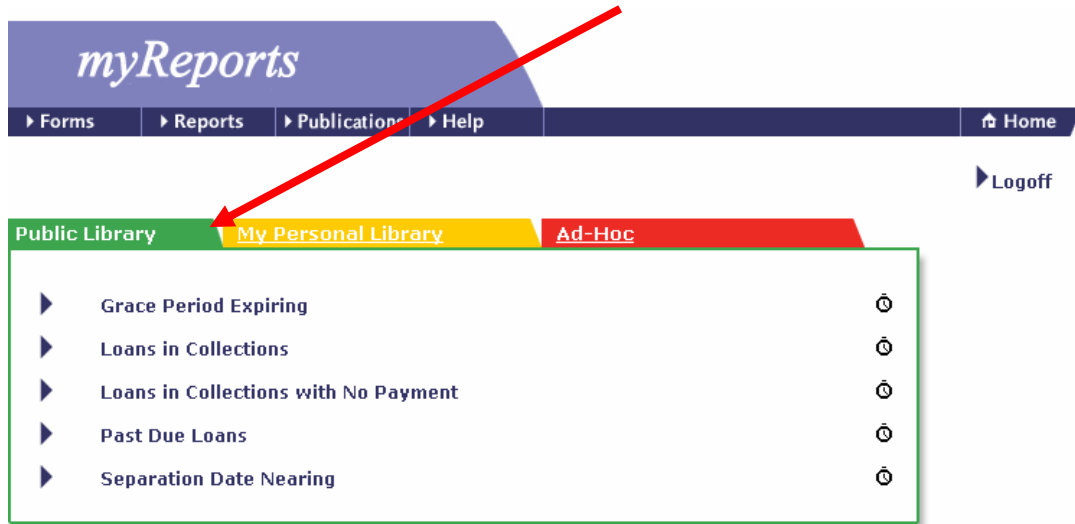 myReports
Forms Reports Publications Help Home
Logoff
Public Library My Personal Library Ad-Hoc
Grace Period Expiring
Loans in Collections
Loans in Collections with No Payment
Past Due Loans
Separation Date Nearing